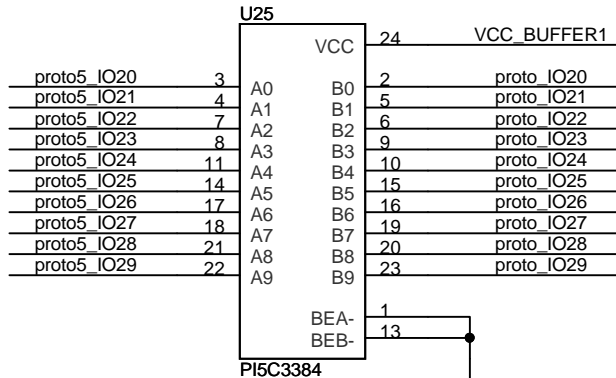 U25
VCC 24 VCC_BUFFER1
proto5_IO20 3 A0 B0 2 proto_IO20
proto5_IO21 4 A1 B1 5 proto_IO21
proto5_IO22 7 A2 B2 6 proto_IO22
proto5_IO23 8 A3 B3 9 proto_IO23
proto5_IO24 11 A4 B4 10 proto_IO24
proto5_IO25 14 A5 B5 15 proto_IO25
proto5_IO26 17 A6 B6 16 proto_IO26
proto5_IO27 18 A7 B7 19 proto_IO27
proto5_IO28 21 A8 B8 20 proto_IO28
proto5_IO29 22 A9 B9 23 proto_IO29
BEA- 1
BEB- 13
PI5C3384